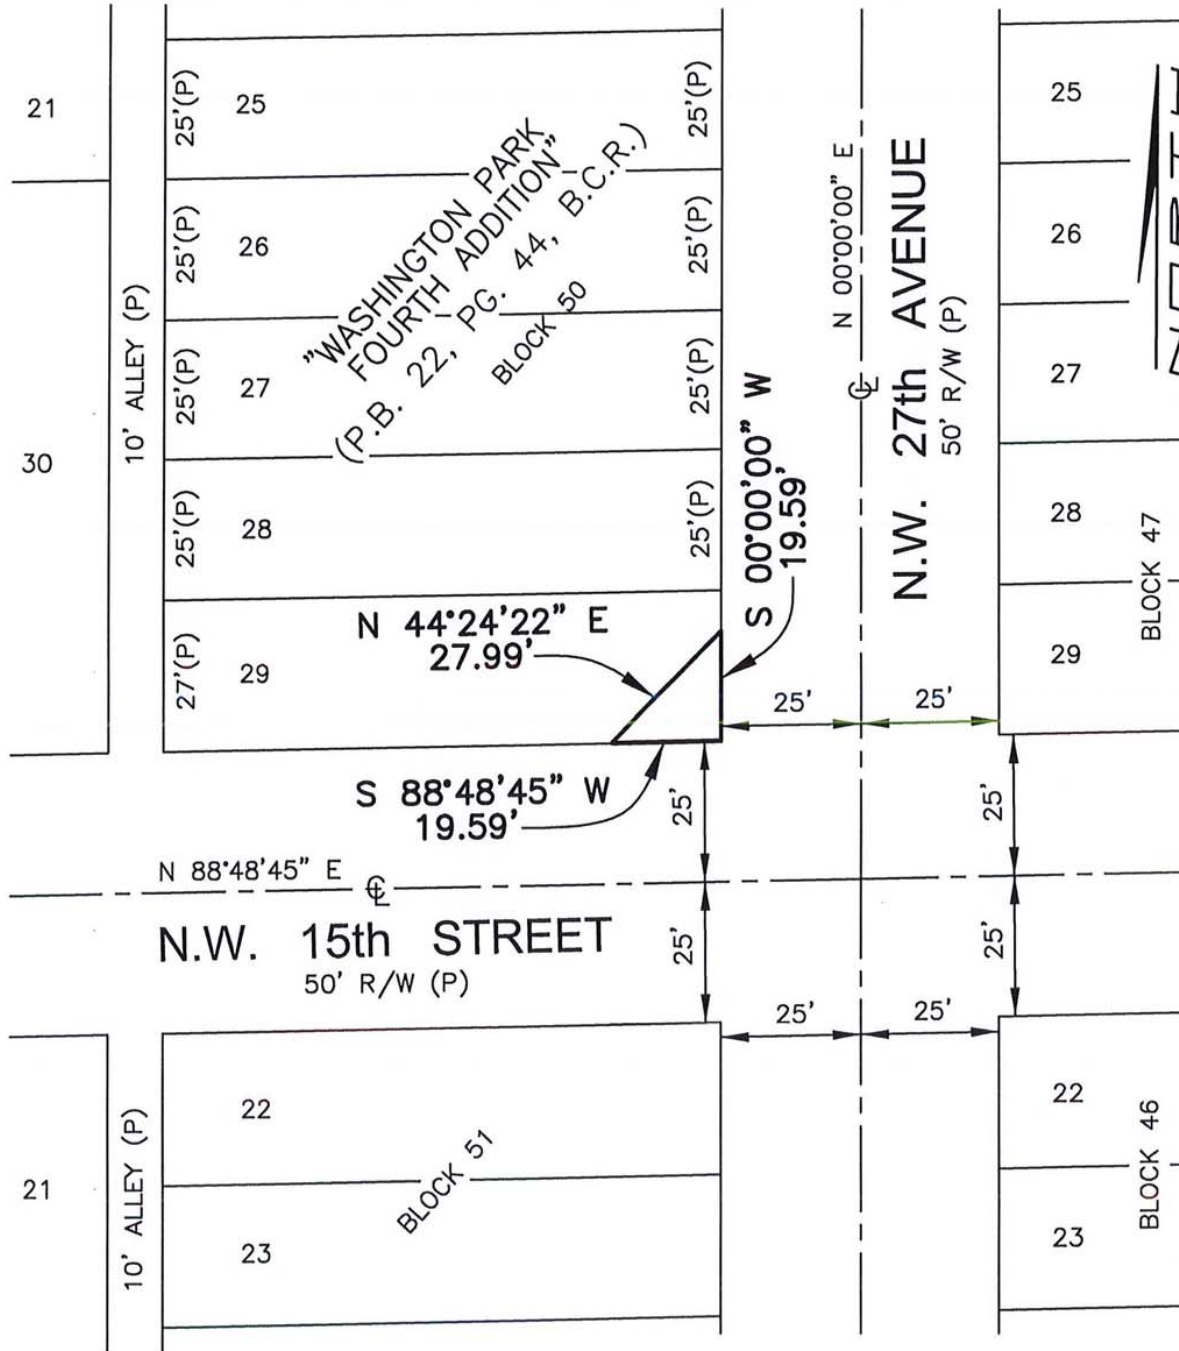 21
25'(P)
25
25'(P)
25
"WASHINGTON PARK
FOURTH ADDITION"
(P.B. 22, PG. 44, B.C.R.)
BLOCK 50
N 00°00'00" E
N.W. 27th AVENUE
50' R/W (P)
NORTH
25'(P)
26
25'(P)
26
10' ALLEY (P)
25'(P)
27
25'(P)
27
30
25'(P)
28
25'(P)
S 00°00'00" W
19.59'
28
BLOCK 47
27'(P)
29
N 44°24'22" E
27.99'
29
25'
25'
S 88°48'45" W
19.59'
25'
25'
N 88°48'45" E
℄
℄
N.W. 15th STREET
50' R/W (P)
25'
25'
25'
25'
10' ALLEY (P)
21
22
BLOCK 51
23
22
BLOCK 46
23